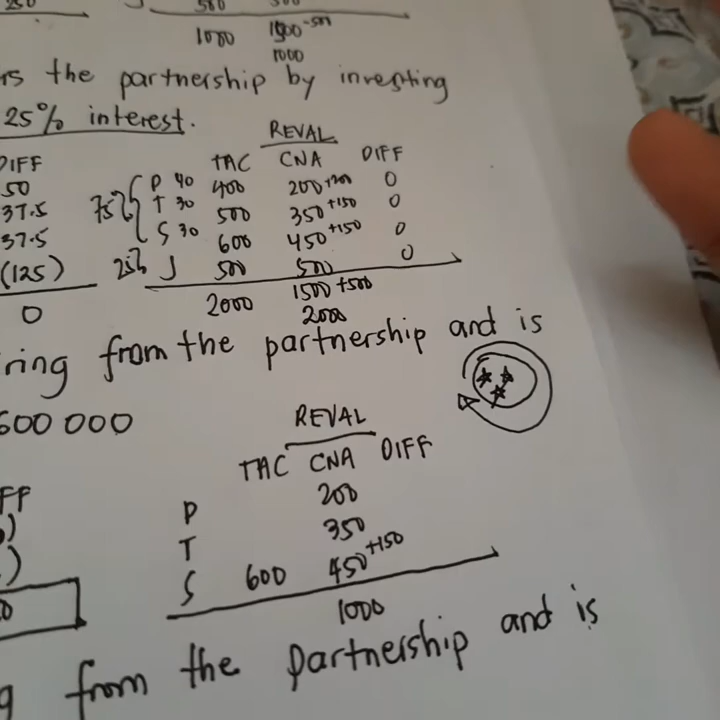 1000 1500 -500
1000
rs the partnership by investing
25% interest.
REVAL
DIFF TAC CNA DIFF
50 75% P 40 400 200 +200 0
37.5 T 30 500 350 +150 0
37.5 S 30 600 450 +150 0
(125) 25% J 500 500 0
0 2000 1500 +500
2000
ring from the partnership and is
600 000
REVAL
TAC CNA DIFF
P 200
T 350
S 600 450 +150
1000
g from the partnership and is